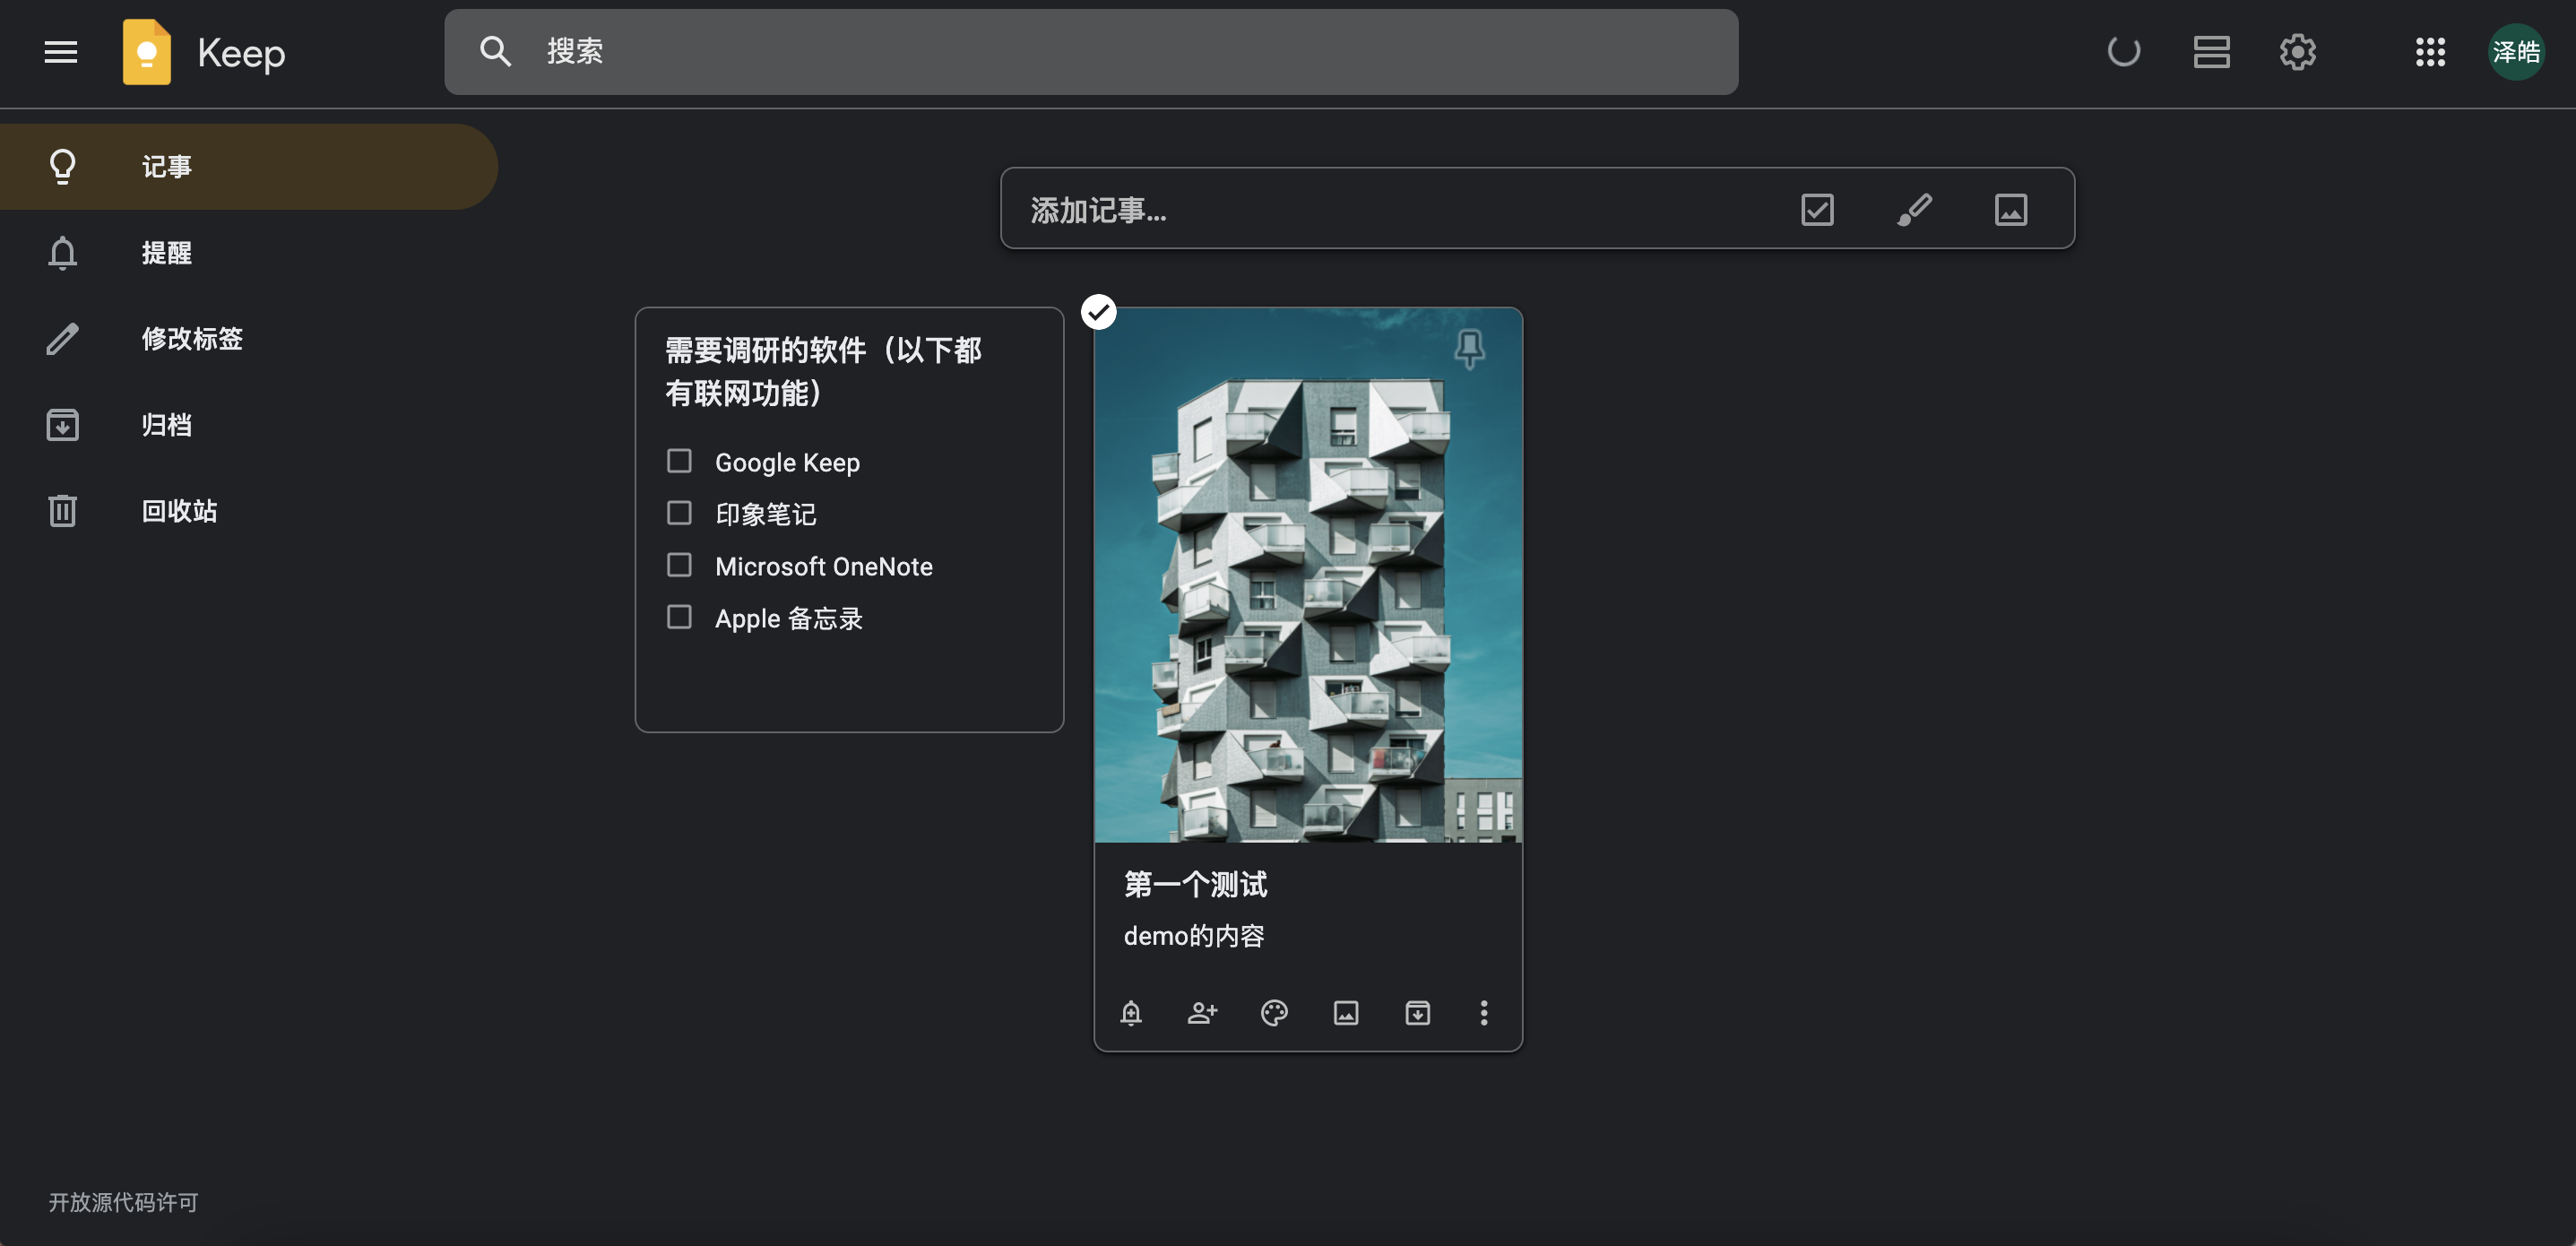 Keep
搜索
泽皓
记事
提醒
修改标签
归档
回收站
添加记事...
需要调研的软件（以下都
有联网功能）
Google Keep
印象笔记
Microsoft OneNote
Apple 备忘录
第一个测试
demo的内容
开放源代码许可